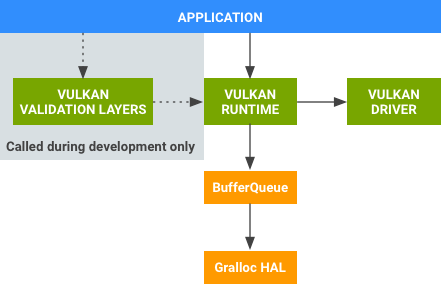 APPLICATION
VULKAN
VALIDATION LAYERS
VULKAN
RUNTIME
VULKAN
DRIVER
Called during development only
BufferQueue
Gralloc HAL